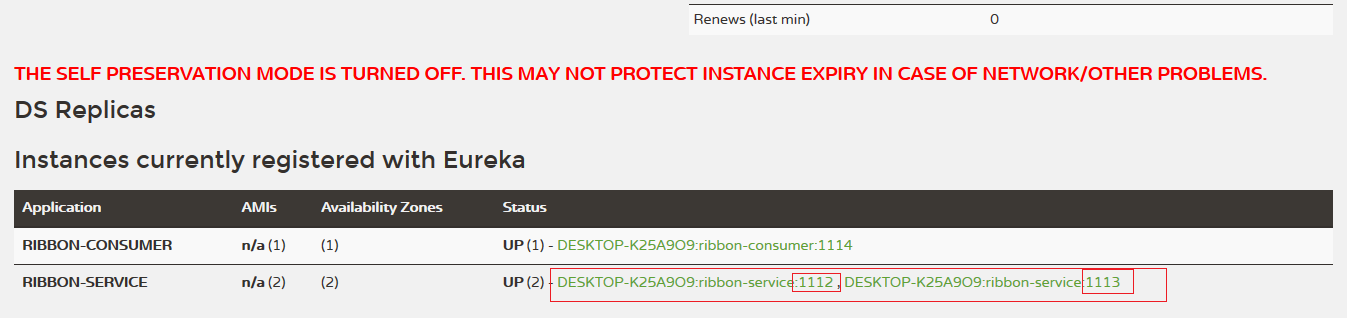 Renews (last min) 0
THE SELF PRESERVATION MODE IS TURNED OFF. THIS MAY NOT PROTECT INSTANCE EXPIRY IN CASE OF NETWORK/OTHER PROBLEMS.
DS Replicas
Instances currently registered with Eureka
Application AMIs Availability Zones Status
RIBBON-CONSUMER n/a (1) (1) UP (1) - DESKTOP-K25A9O9:ribbon-consumer:1114
RIBBON-SERVICE n/a (2) (2) UP (2) - DESKTOP-K25A9O9:ribbon-service:1112 , DESKTOP-K25A9O9:ribbon-service:1113